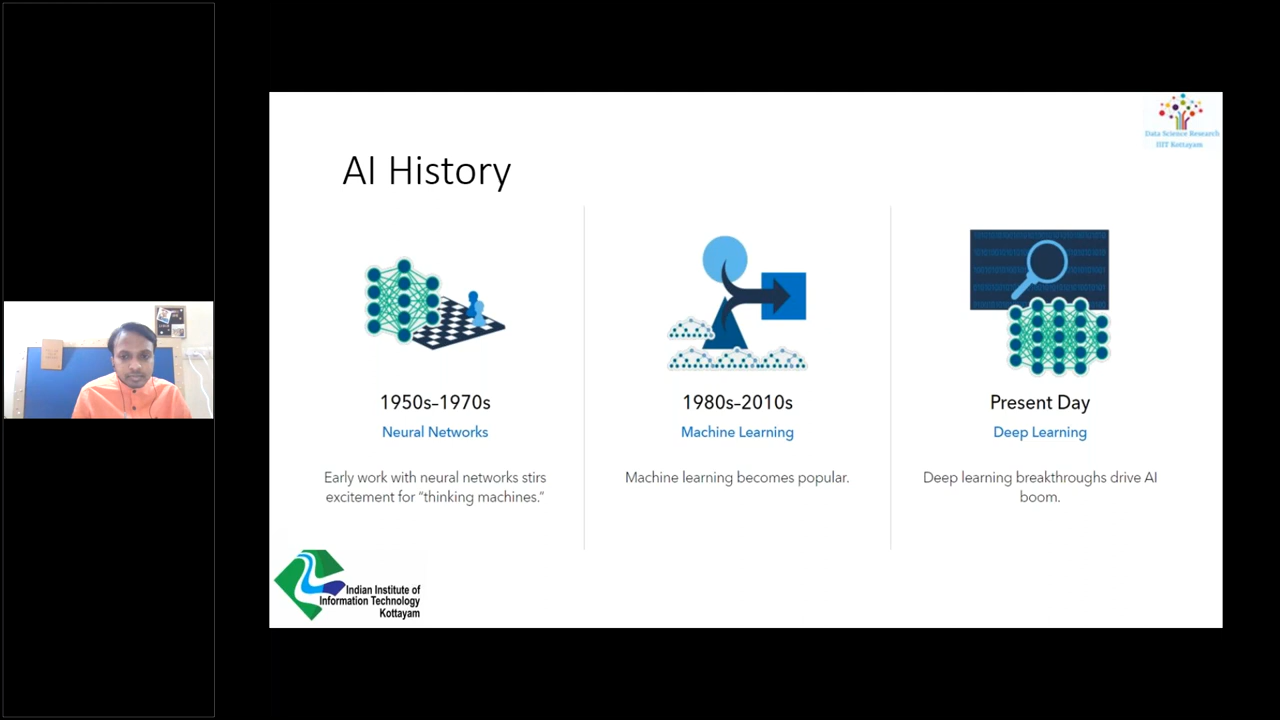 Data Science Research
IIIT Kottayam
AI History
1950s–1970s
Neural Networks
Early work with neural networks stirs
excitement for “thinking machines.”
1980s–2010s
Machine Learning
Machine learning becomes popular.
Present Day
Deep Learning
Deep learning breakthroughs drive AI
boom.
Indian Institute of
Information Technology
Kottayam